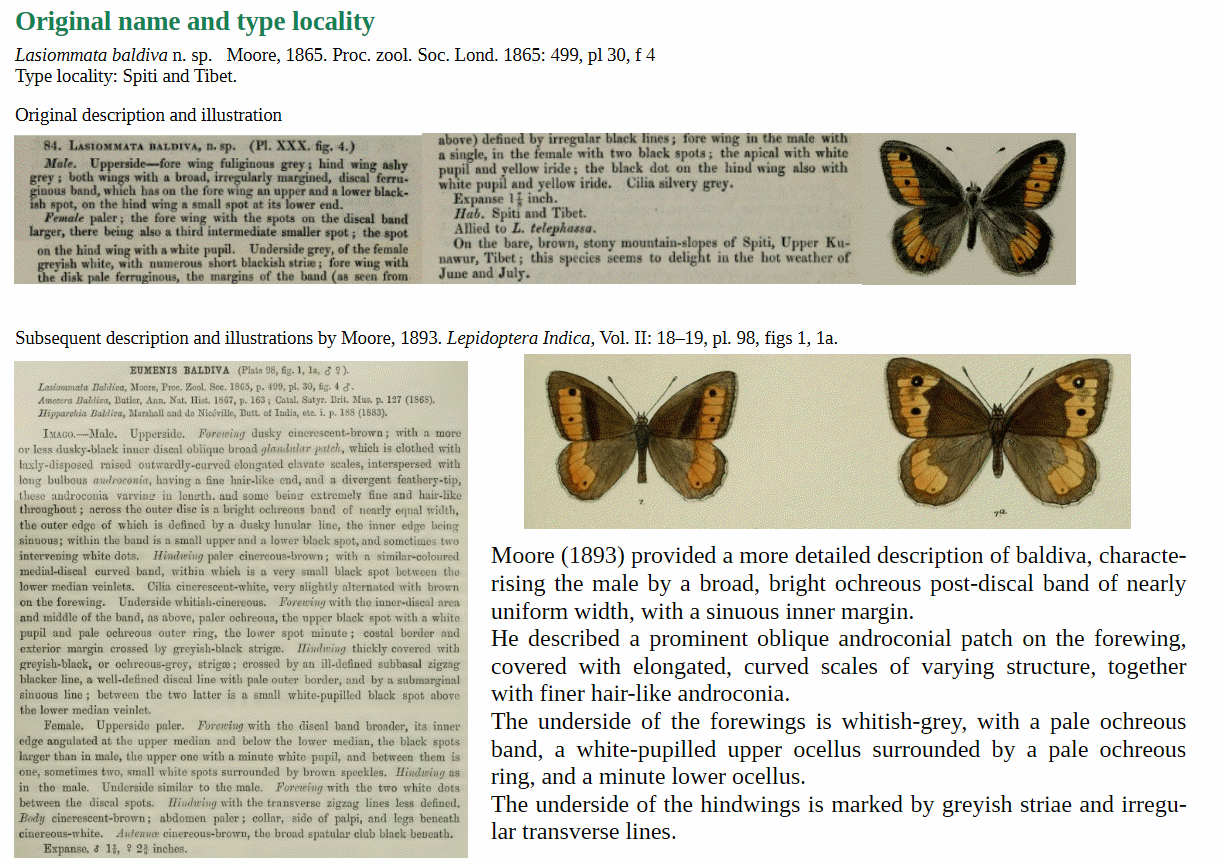 Original name and type locality
Lasiommata baldiva n. sp. Moore, 1865. Proc. zool. Soc. Lond. 1865: 499, pl 30, f 4
Type locality: Spiti and Tibet.
Original description and illustration
84. LASIOMMATA BALDIVA, n. sp. (Pl. XXX. fig. 4.)
Male. Upperside—fore wing fuliginous grey; hind wing ashy
grey; both wings with a broad, irregularly margined, discal ferru-
ginous band, which has on the fore wing an upper and a lower black-
ish spot, on the hind wing a small spot at its lower end.
Female paler; the fore wing with the spots on the discal band
larger, there being also a third intermediate smaller spot; the spot
on the hind wing with a white pupil. Underside grey, of the female
greyish white, with numerous short blackish striæ; fore wing with
the disk pale ferruginous, the margins of the band (as seen from
above) defined by irregular black lines; fore wing in the male with
a single, in the female with two black spots; the apical with white
pupil and yellow iride; the black dot on the hind wing also with
white pupil and yellow iride. Cilia silvery grey.
Expanse 1⅞ inch.
Hab. Spiti and Tibet.
Allied to L. telephassa.
On the bare, brown, stony mountain-slopes of Spiti, Upper Ku-
nawur, Tibet; this species seems to delight in the hot weather of
June and July.
Subsequent description and illustrations by Moore, 1893. Lepidoptera Indica, Vol. II: 18–19, pl. 98, figs 1, 1a.
EUMENIS BALDIVA (Plate 98, fig. 1, 1a, ♂ ♀).
Lasiommata Baldiva, Moore, Proc. Zool. Soc. 1865, p. 499, pl. 30, fig. 4 ♂.
Amecera Baldiva, Butler, Ann. Nat. Hist. 1867, p. 163; Catal. Satyr. Brit. Mus. p. 127 (1868).
Hipparchia Baldiva, Marshall and de Nicéville, Butt. of India, etc. i. p. 188 (1883).
IMAGO.—Male. Upperside. Forewing dusky cinerescent-brown; with a more
or less dusky-black inner discal oblique broad glandular patch, which is clothed with
laxly-disposed raised outwardly-curved elongated clavate scales, interspersed with
long bulbous androconia, having a fine hair-like end, and a divergent feathery-tip,
these androconia varying in length, and some being extremely fine and hair-like
throughout; across the outer disc is a bright ochreous band of nearly equal width,
the outer edge of which is defined by a dusky lunular line, the inner edge being
sinuous; within the band is a small upper and a lower black spot, and sometimes two
intervening white dots. Hindwing paler cinereous-brown; with a similar-coloured
medial-discal curved band, within which is a very small black spot between the
lower median veinlets. Cilia cinerescent-white, very slightly alternated with brown
on the forewing. Underside whitish-cinereous. Forewing with the inner-discal area
and middle of the band, as above, paler ochreous, the upper black spot with a white
pupil and pale ochreous outer ring, the lower spot minute; costal border and
exterior margin crossed by greyish-black strigæ. Hindwing thickly covered with
greyish-black, or ochreous-grey, strigæ; crossed by an ill-defined subbasal zigzag
blacker line, a well-defined discal line with pale outer border, and by a submarginal
sinuous line; between the two latter is a small white-pupilled black spot above
the lower median veinlet.
Female. Upperside paler. Forewing with the discal band broader, its inner
edge angulated at the upper median and below the lower median, the black spots
larger than in male, the upper one with a minute white pupil, and between them is
one, sometimes two, small white spots surrounded by brown speckles. Hindwing as
in the male. Underside similar to the male. Forewing with the two white dots
between the discal spots. Hindwing with the transverse zigzag lines less defined.
Body cinerescent-brown; abdomen paler; collar, side of palpi, and legs beneath
cinereous-white. Antennæ cinereous-brown, the broad spatular club black beneath.
Expanse, ♂ ♀ inches.
Moore (1893) provided a more detailed description of baldiva, characte-
rising the male by a broad, bright ochreous post-discal band of nearly
uniform width, with a sinuous inner margin.
He described a prominent oblique androconial patch on the forewing,
covered with elongated, curved scales of varying structure, together
with finer hair-like androconia.
The underside of the forewings is whitish-grey, with a pale ochreous
band, a white-pupilled upper ocellus surrounded by a pale ochreous
ring, and a minute lower ocellus.
The underside of the hindwings is marked by greyish striae and irregu-
lar transverse lines.